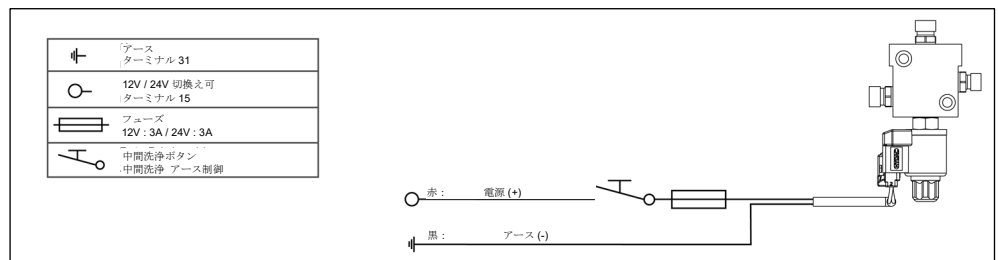 アース
ターミナル 31
12V / 24V 切換え可
ターミナル 15
フューズ
12V : 3A / 24V : 3A
中間洗浄ボタン
中間洗浄 アース制御
赤 : 電源 (+)
黒 : アース (-)